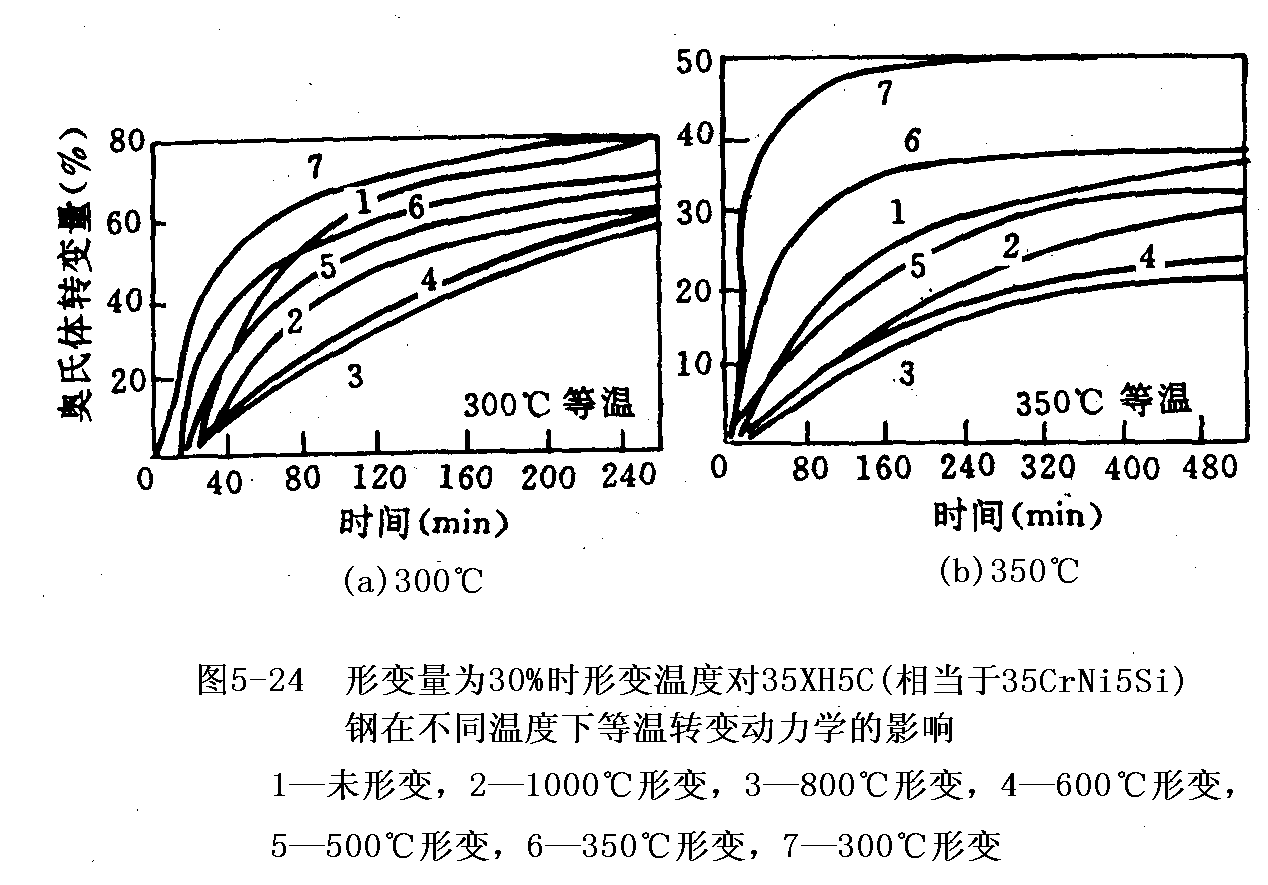 奥氏体转变量(%)
80
60
40
20
7
1
6
5
4
2
3
300℃ 等温
0 40 80 120 160 200 240
时间(min)
(a)300℃
50
40
30
20
10
7
6
1
5
2
4
3
350℃ 等温
0 80 160 240 320 400 480
时间(min)
(b)350℃
图5-24 形变量为30%时形变温度对35XH5C(相当于35CrNi5Si)
钢在不同温度下等温转变动力学的影响
1—未形变，2—1000℃形变，3—800℃形变，4—600℃形变，
5—500℃形变，6—350℃形变，7—300℃形变